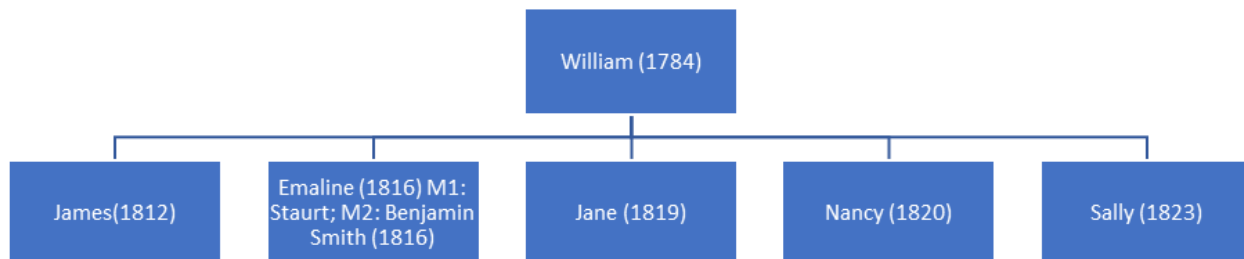 William (1784)
James(1812)
Emaline (1816) M1:
Staurt; M2: Benjamin
Smith (1816)
Jane (1819)
Nancy (1820)
Sally (1823)